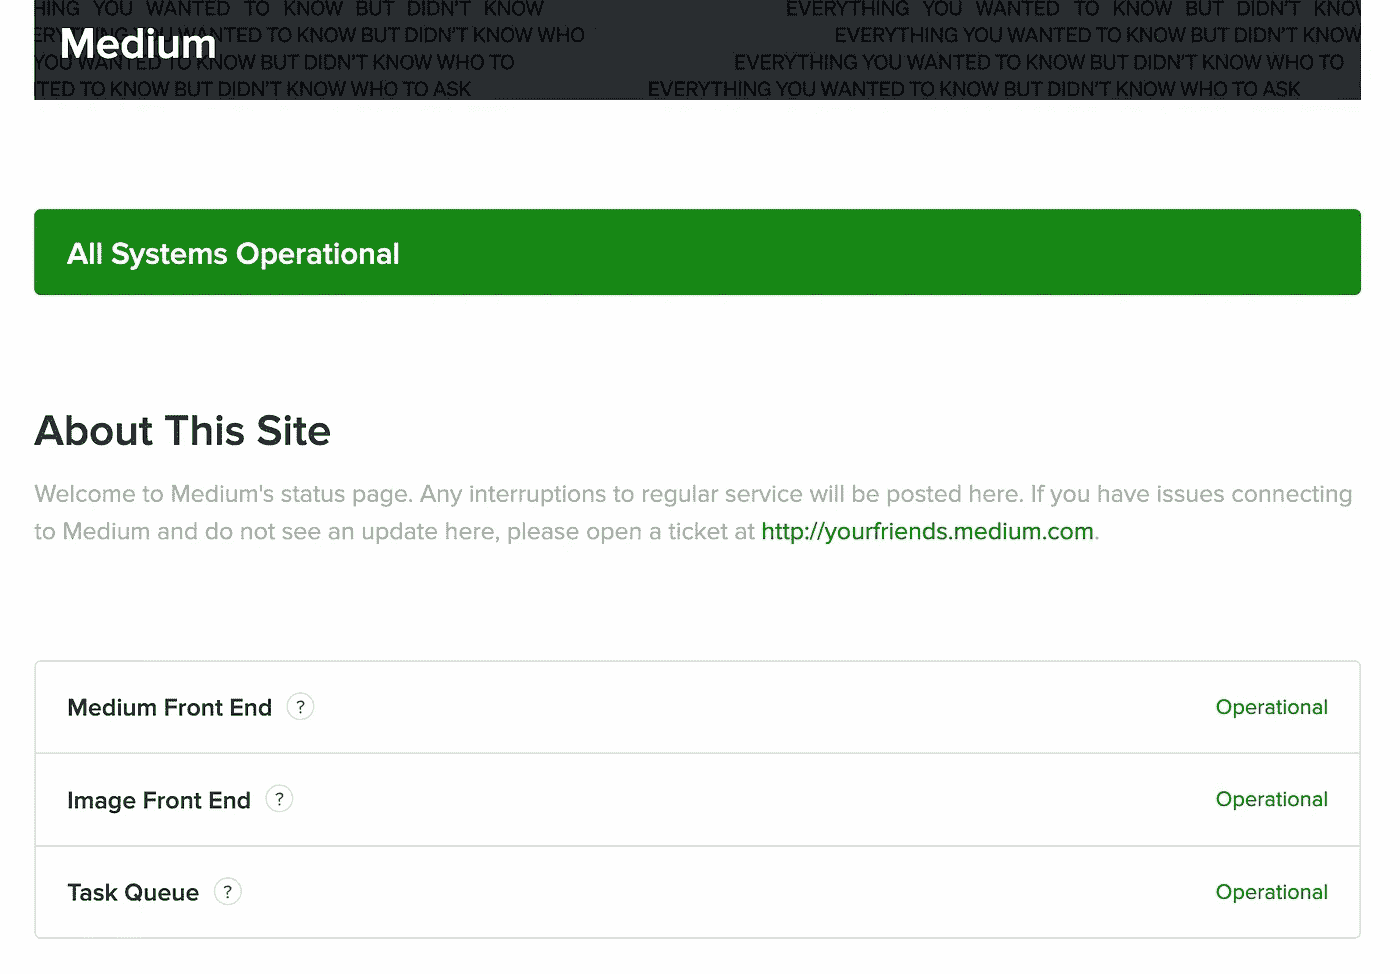 HING YOU WANTED TO KNOW BUT DIDN'T KNOW EVERYTHING YOU WANTED TO KNOW BUT DIDN'T KNOW
WANTED TO KNOW BUT DIDN'T KNOW WHO EVERYTHING YOU WANTED TO KNOW BUT DIDN'T KNOW
Medium
YOU WANTED TO KNOW BUT DIDN'T KNOW WHO TO EVERYTHING YOU WANTED TO KNOW BUT DIDN'T KNOW WHO TO
TED TO KNOW BUT DIDN'T KNOW WHO TO ASK EVERYTHING YOU WANTED TO KNOW BUT DIDN'T KNOW WHO TO ASK
All Systems Operational
About This Site
Welcome to Medium's status page. Any interruptions to regular service will be posted here. If you have issues connecting
to Medium and do not see an update here, please open a ticket at http://yourfriends.medium.com.
Medium Front End ? Operational
Image Front End ? Operational
Task Queue ? Operational